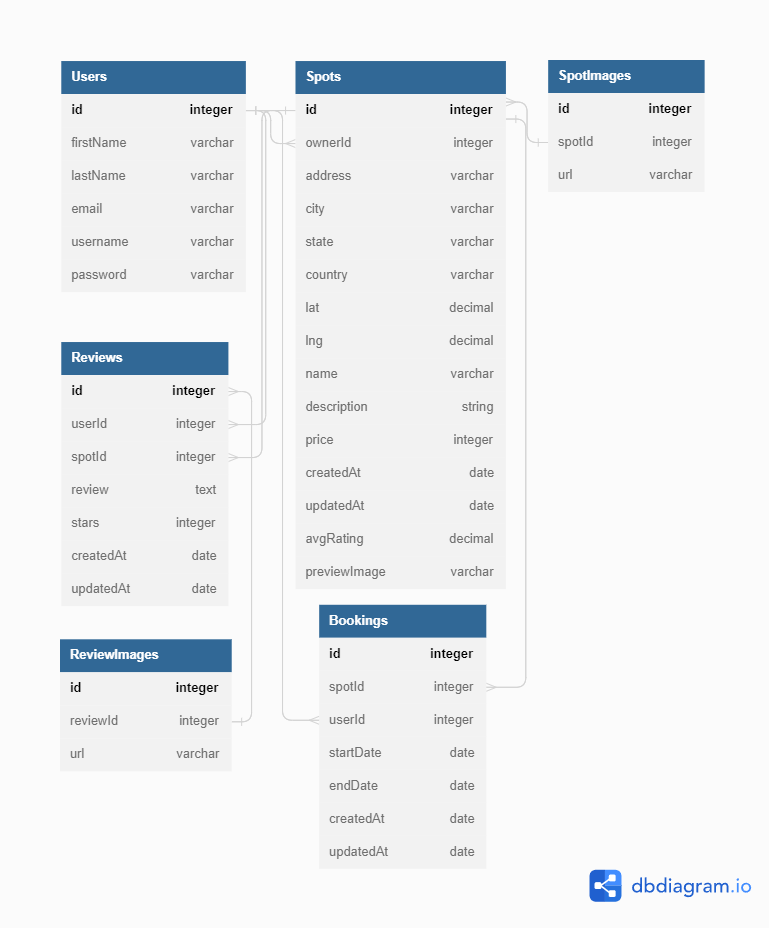 Users
id integer
firstName varchar
lastName varchar
email varchar
username varchar
password varchar
Spots
id integer
ownerId integer
address varchar
city varchar
state varchar
country varchar
lat decimal
lng decimal
name varchar
description string
price integer
createdAt date
updatedAt date
avgRating decimal
previewImage varchar
SpotImages
id integer
spotId integer
url varchar
Reviews
id integer
userId integer
spotId integer
review text
stars integer
createdAt date
updatedAt date
ReviewImages
id integer
reviewId integer
url varchar
Bookings
id integer
spotId integer
userId integer
startDate date
endDate date
createdAt date
updatedAt date
dbdiagram.io